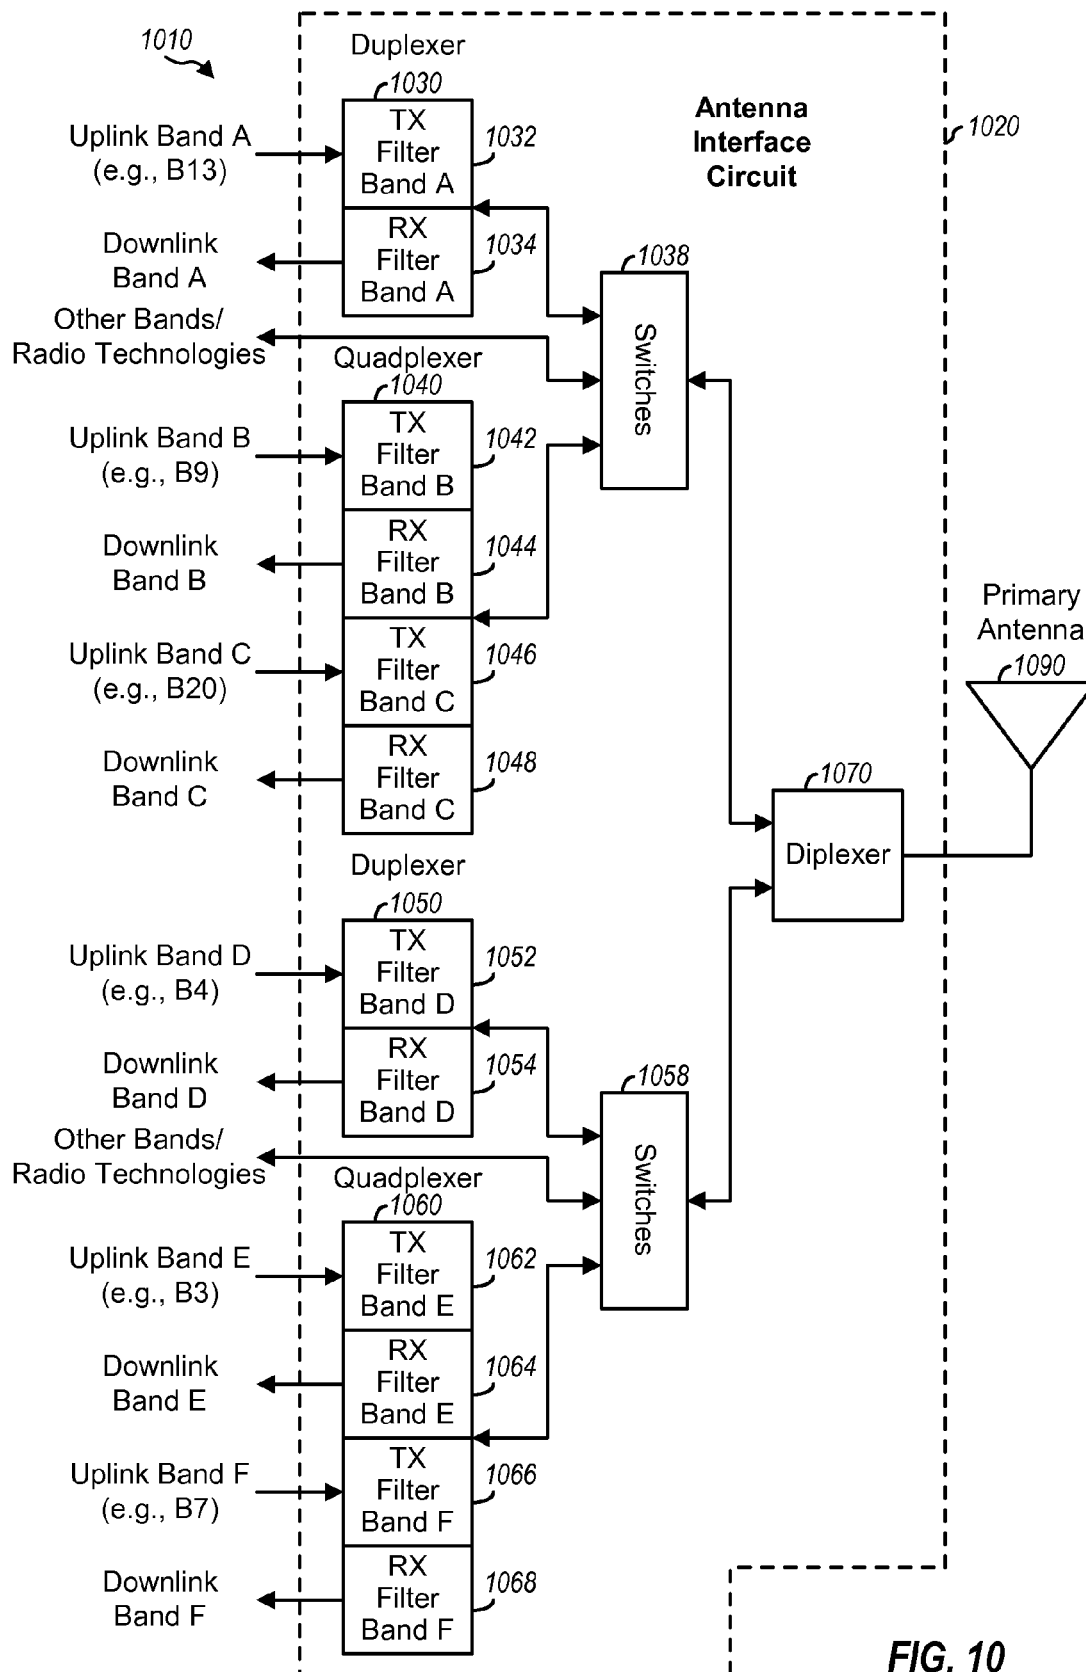 1010
Duplexer
1030
Uplink Band A
(e.g., B13)
TX
Filter
Band A
1032
Antenna
Interface
Circuit
1020
Downlink
Band A
RX
Filter
Band A
1034
1038
Switches
Other Bands/
Radio Technologies
Quadplexer
1040
Uplink Band B
(e.g., B9)
TX
Filter
Band B
1042
Downlink
Band B
RX
Filter
Band B
1044
Uplink Band C
(e.g., B20)
TX
Filter
Band C
1046
Downlink
Band C
RX
Filter
Band C
1048
Primary
Antenna
1090
1070
Diplexer
Duplexer
1050
Uplink Band D
(e.g., B4)
TX
Filter
Band D
1052
Downlink
Band D
RX
Filter
Band D
1054
1058
Switches
Other Bands/
Radio Technologies
Quadplexer
1060
Uplink Band E
(e.g., B3)
TX
Filter
Band E
1062
Downlink
Band E
RX
Filter
Band E
1064
Uplink Band F
(e.g., B7)
TX
Filter
Band F
1066
Downlink
Band F
RX
Filter
Band F
1068
FIG. 10